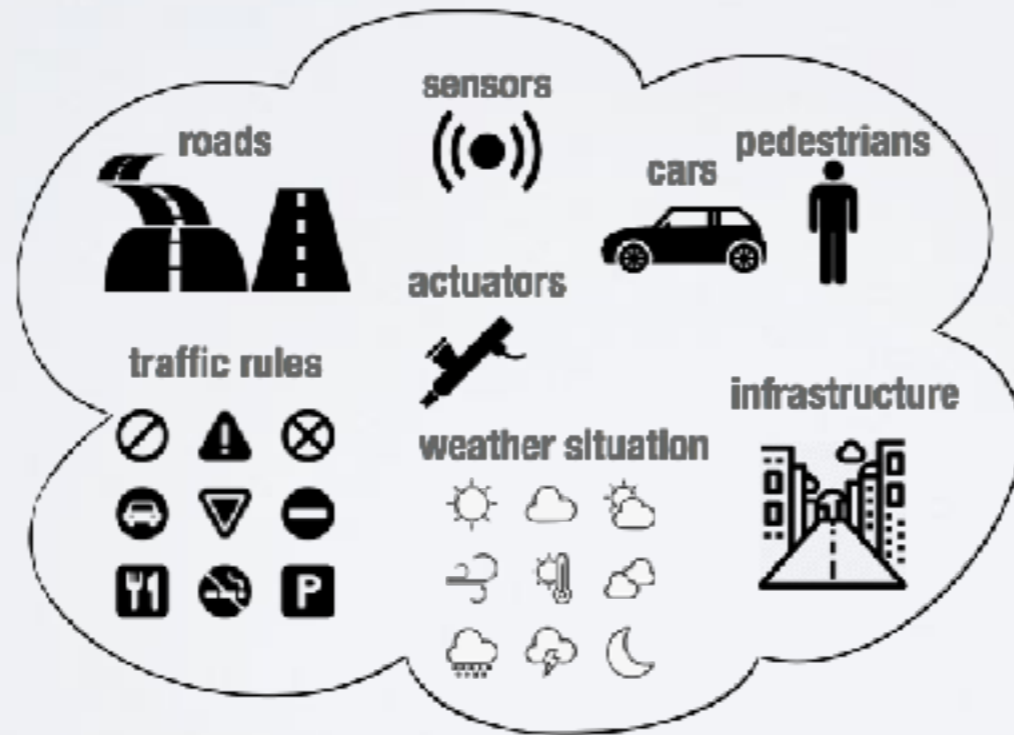 sensors
roads
pedestrians
cars
actuators
traffic rules
infrastructure
weather situation
P